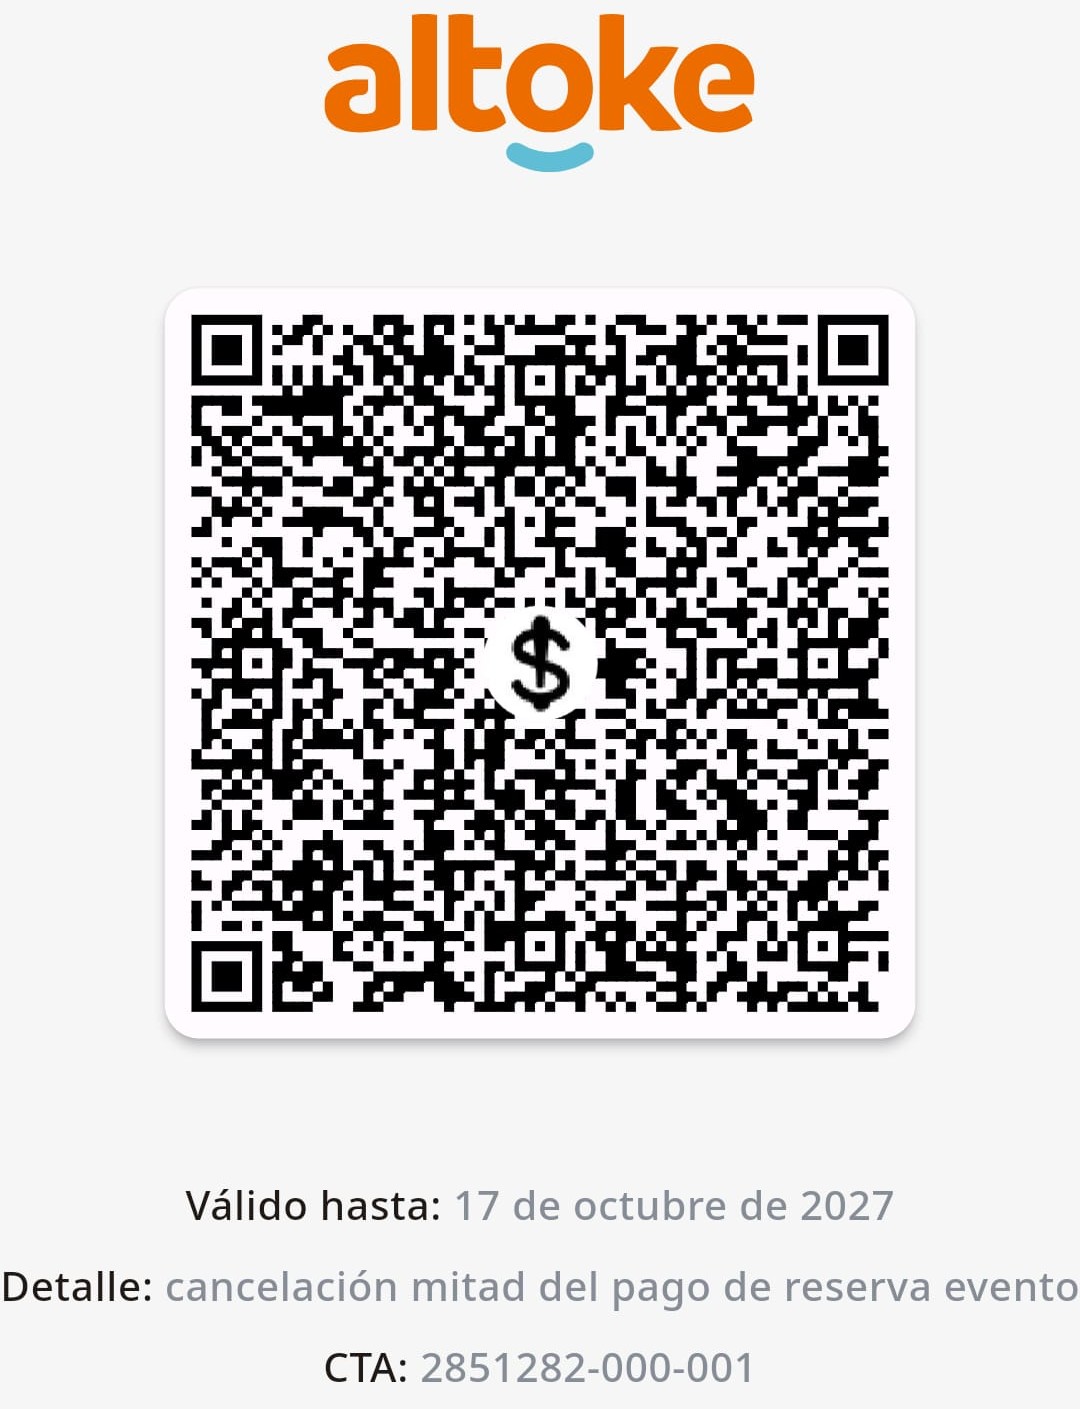 altoke
$
Válido hasta: 17 de octubre de 2027
Detalle: cancelación mitad del pago de reserva evento
CTA: 2851282-000-001